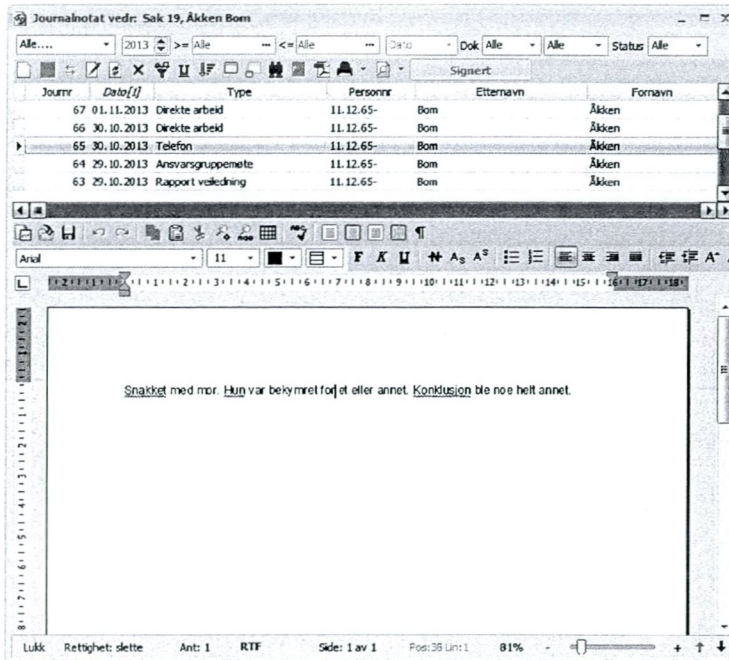 Journalnotat vedr: Sak 19, Åkken Bom
Alle.... 2013 >= Alle ... <= Alle ... Dato Dok Alle Alle Status Alle
Signert
Journr Dato[↑] Type Personnr Etternavn Fornavn
67 01.11.2013 Direkte arbeid 11.12.65- Bom Åkken
66 30.10.2013 Direkte arbeid 11.12.65- Bom Åkken
65 30.10.2013 Telefon 11.12.65- Bom Åkken
64 29.10.2013 Ansvarsgruppemøte 11.12.65- Bom Åkken
63 29.10.2013 Rapport veiledning 11.12.65- Bom Åkken
Arial 11 F K U
Snakket med mor. Hun var bekymret for et eller annet. Konklusjon ble noe helt annet.
Lukk Rettighet: slette Ant: 1 RTF Side: 1 av 1 Pos:36 Lin:1 81% - +